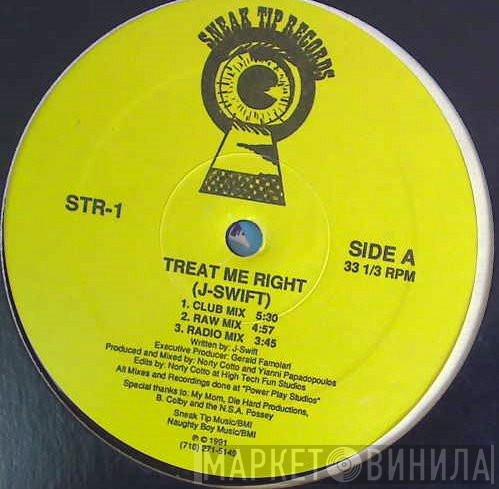 SNEAK TIP RECORDS
STR-1
SIDE A
33 1/3 RPM
TREAT ME RIGHT
(J-SWIFT)
1. CLUB MIX 5:30
2. RAW MIX 4:57
3. RADIO MIX 3:45
Written by: J-Swift
Executive Producer: Gerald Famolari
Produced and Mixed by: Norty Cotto and Yianni Papadopoulos
Edits by: Norty Cotto at High Tech Fun Studios
All Mixes and Recordings done at "Power Play Studios"
Special thanks to: My Mom, Die Hard Productions,
B. Colby and the N.S.A. Possey
Sneak Tip Music/BMI
Naughty Boy Music/BMI
℗ © 1991
(718) 271-5149
МАРКЕТ ВИНИЛА